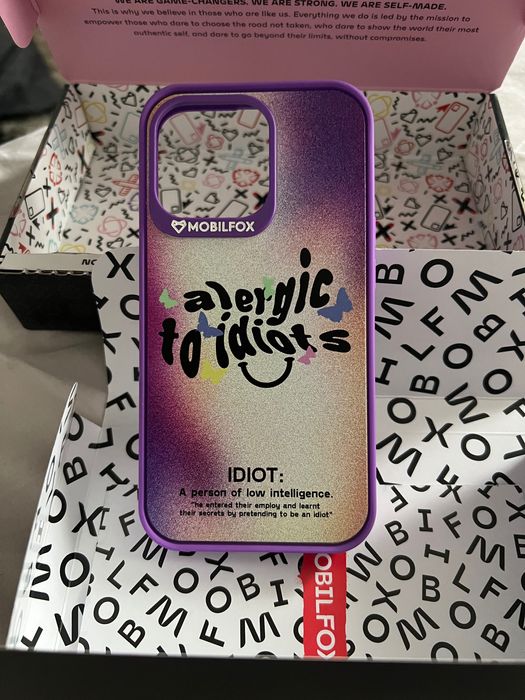 WE ARE GAME-CHANGERS. WE ARE STRONG. WE ARE SELF-MADE.
This is why we believe in those who are like us. Everything we do is led by the mission to
empower those who dare to choose the road not taken, who dare to show the world their most
authentic self, and dare to go beyond their limits, without compromises.
MOBILFOX
alergic
to idiots
IDIOT:
A person of low intelligence.
"he entered their employ and learnt
their secrets by pretending to be an idiot"
OBILFOX